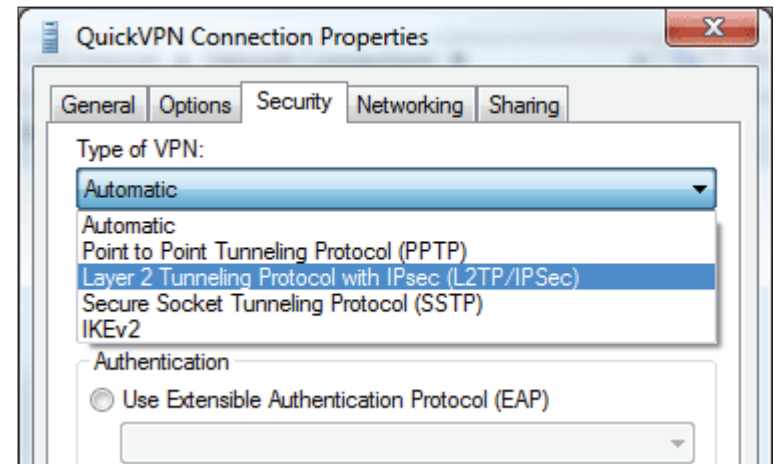 QuickVPN Connection Properties
General Options Security Networking Sharing
Type of VPN:
Automatic
Automatic
Point to Point Tunneling Protocol (PPTP)
Layer 2 Tunneling Protocol with IPsec (L2TP/IPSec)
Secure Socket Tunneling Protocol (SSTP)
IKEv2
Authentication
Use Extensible Authentication Protocol (EAP)